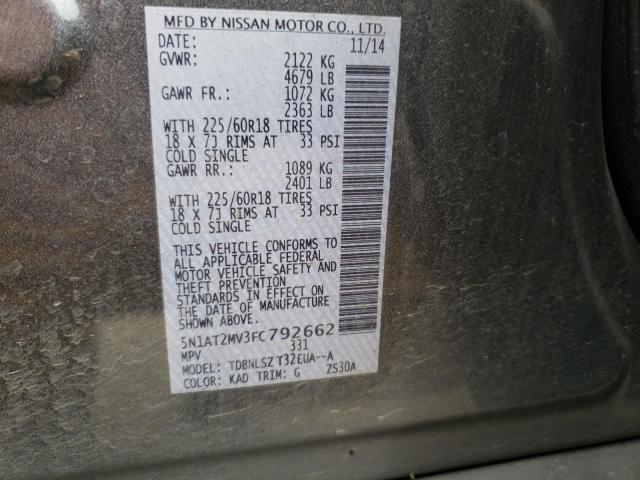 MFD BY NISSAN MOTOR CO., LTD.
DATE: 11/14
GVWR: 2122 KG
4679 LB
GAWR FR.: 1072 KG
2363 LB
WITH 225/60R18 TIRES
18 X 7J RIMS AT 33 PSI
COLD SINGLE
GAWR RR.: 1089 KG
2401 LB
WITH 225/60R18 TIRES
18 X 7J RIMS AT 33 PSI
COLD SINGLE
THIS VEHICLE CONFORMS TO
ALL APPLICABLE FEDERAL
MOTOR VEHICLE SAFETY AND
THEFT PREVENTION
STANDARDS IN EFFECT ON
THE DATE OF MANUFACTURE
SHOWN ABOVE.
5N1AT2MV3FC792662
MPV 331
MODEL: TDBNLSZ T32EUA--A
COLOR: KAD TRIM: G ZS30A